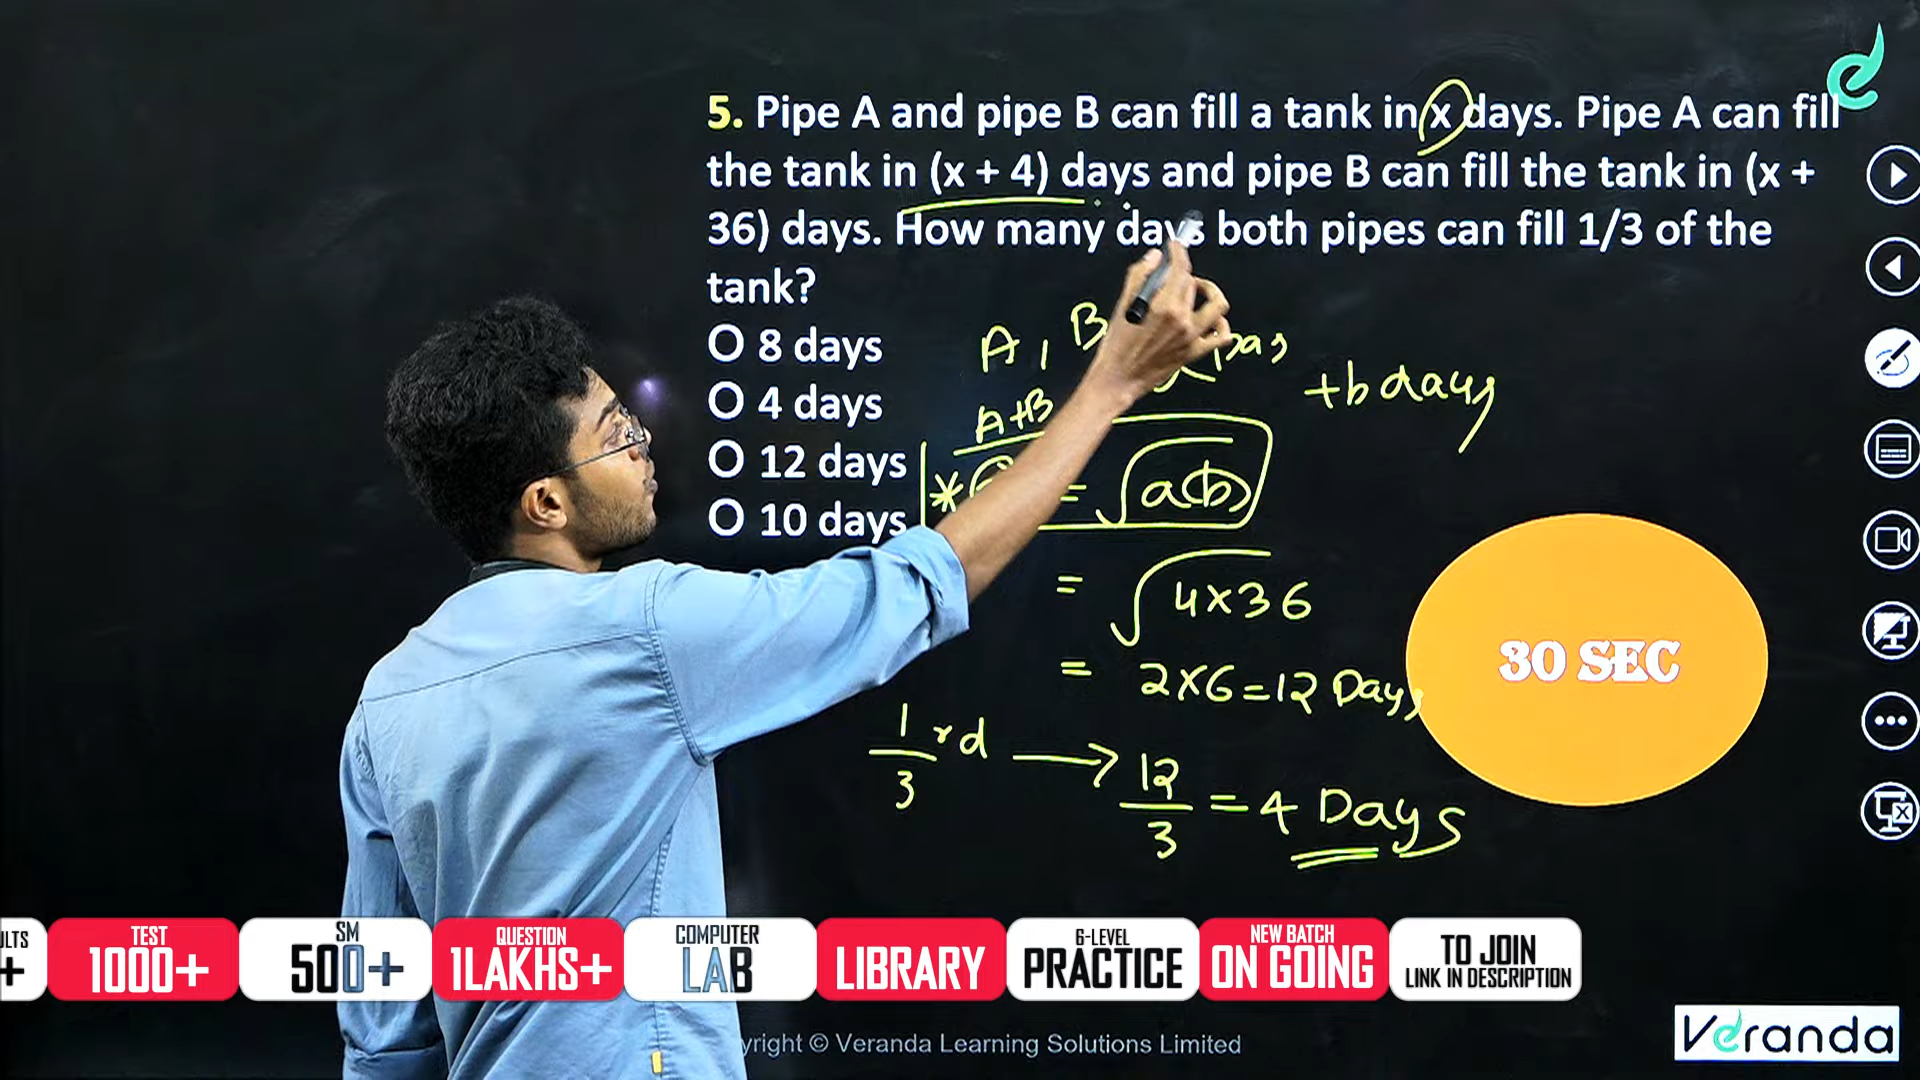 5. Pipe A and pipe B can fill a tank in x days. Pipe A can fill
the tank in (x + 4) days and pipe B can fill the tank in (x +
36) days. How many days both pipes can fill 1/3 of the
tank?
O 8 days
O 4 days
O 12 days
O 10 days
A, B
+b days
A+B
* = √ab
= √4×36
= 2×6=12 Days
1/3 rd → 12/3 = 4 Days
30 SEC
TEST
1000+
SM
500+
QUESTION
1LAKHS+
COMPUTER
LAB
LIBRARY
6-LEVEL
PRACTICE
NEW BATCH
ON GOING
TO JOIN
LINK IN DESCRIPTION
© Veranda Learning Solutions Limited
Veranda